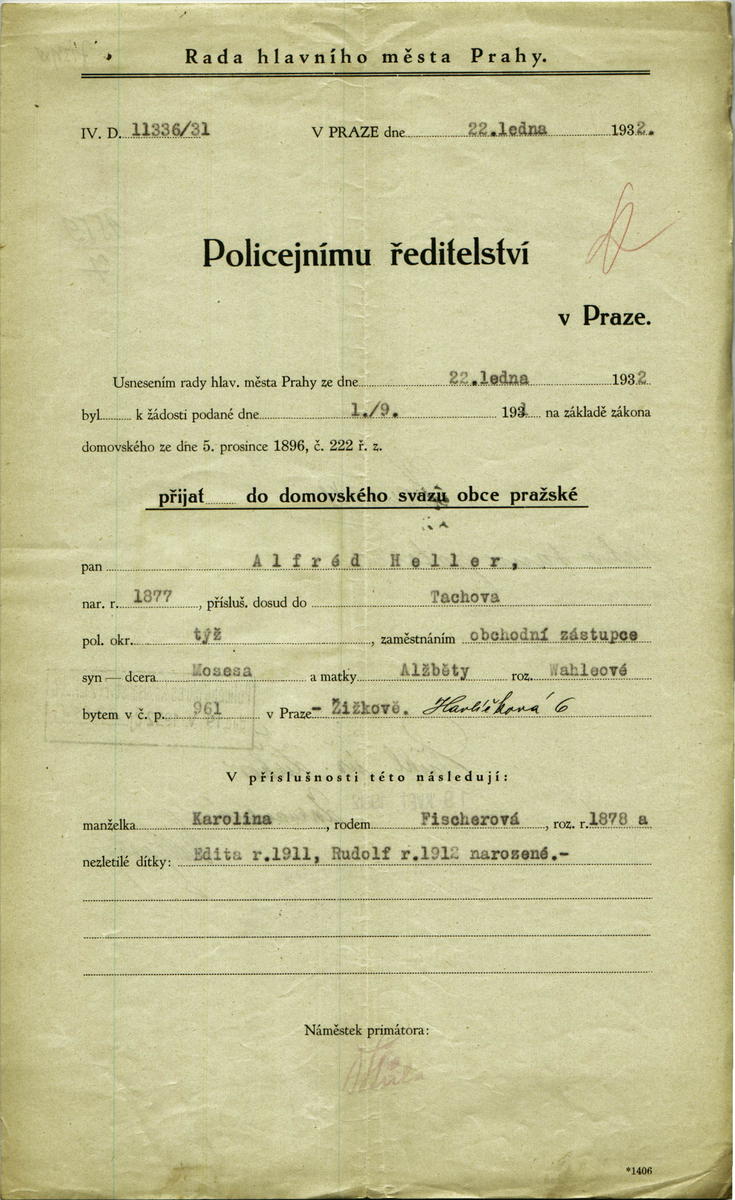 Rada hlavního města Prahy.
IV. D. 11336/31 V PRAZE dne 22.ledna 1932.
Policejnímu ředitelství
v Praze.
Usnesením rady hlav. města Prahy ze dne 22.ledna 1932
byl k žádosti podané dne 1./9. 1931 na základě zákona
domovského ze dne 5. prosince 1896, č. 222 ř. z.
přijat do domovského svazu obce pražské
pan Alfréd Heller,
nar. r. 1877, přísluš. dosud do Tachova
pol. okr. týž, zaměstnáním obchodní zástupce
syn — dcera Mosesa a matky Alžběty roz. Wahleové
bytem v č. p. 961 v Praze - Žižkově. Havlíčková 6
V příslušnosti této následují:
manželka Karolina, rodem Fischerová, roz. r. 1878 a
nezletilé dítky: Edita r.1911, Rudolf r.1912 narozené.-
Náměstek primátora:
*1406